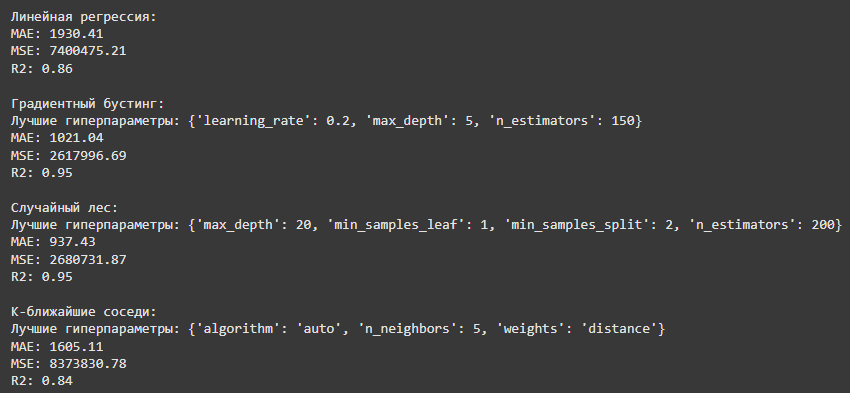 Линейная регрессия:
MAE: 1930.41
MSE: 7400475.21
R2: 0.86
Градиентный бустинг:
Лучшие гиперпараметры: {'learning_rate': 0.2, 'max_depth': 5, 'n_estimators': 150}
MAE: 1021.04
MSE: 2617996.69
R2: 0.95
Случайный лес:
Лучшие гиперпараметры: {'max_depth': 20, 'min_samples_leaf': 1, 'min_samples_split': 2, 'n_estimators': 200}
MAE: 937.43
MSE: 2680731.87
R2: 0.95
К-ближайшие соседи:
Лучшие гиперпараметры: {'algorithm': 'auto', 'n_neighbors': 5, 'weights': 'distance'}
MAE: 1605.11
MSE: 8373830.78
R2: 0.84